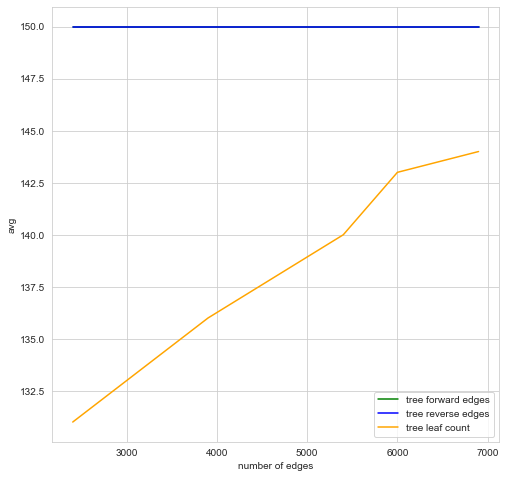 150.0
147.5
145.0
142.5
140.0
137.5
135.0
132.5
avg
3000 4000 5000 6000 7000
number of edges
tree forward edges
tree reverse edges
tree leaf count